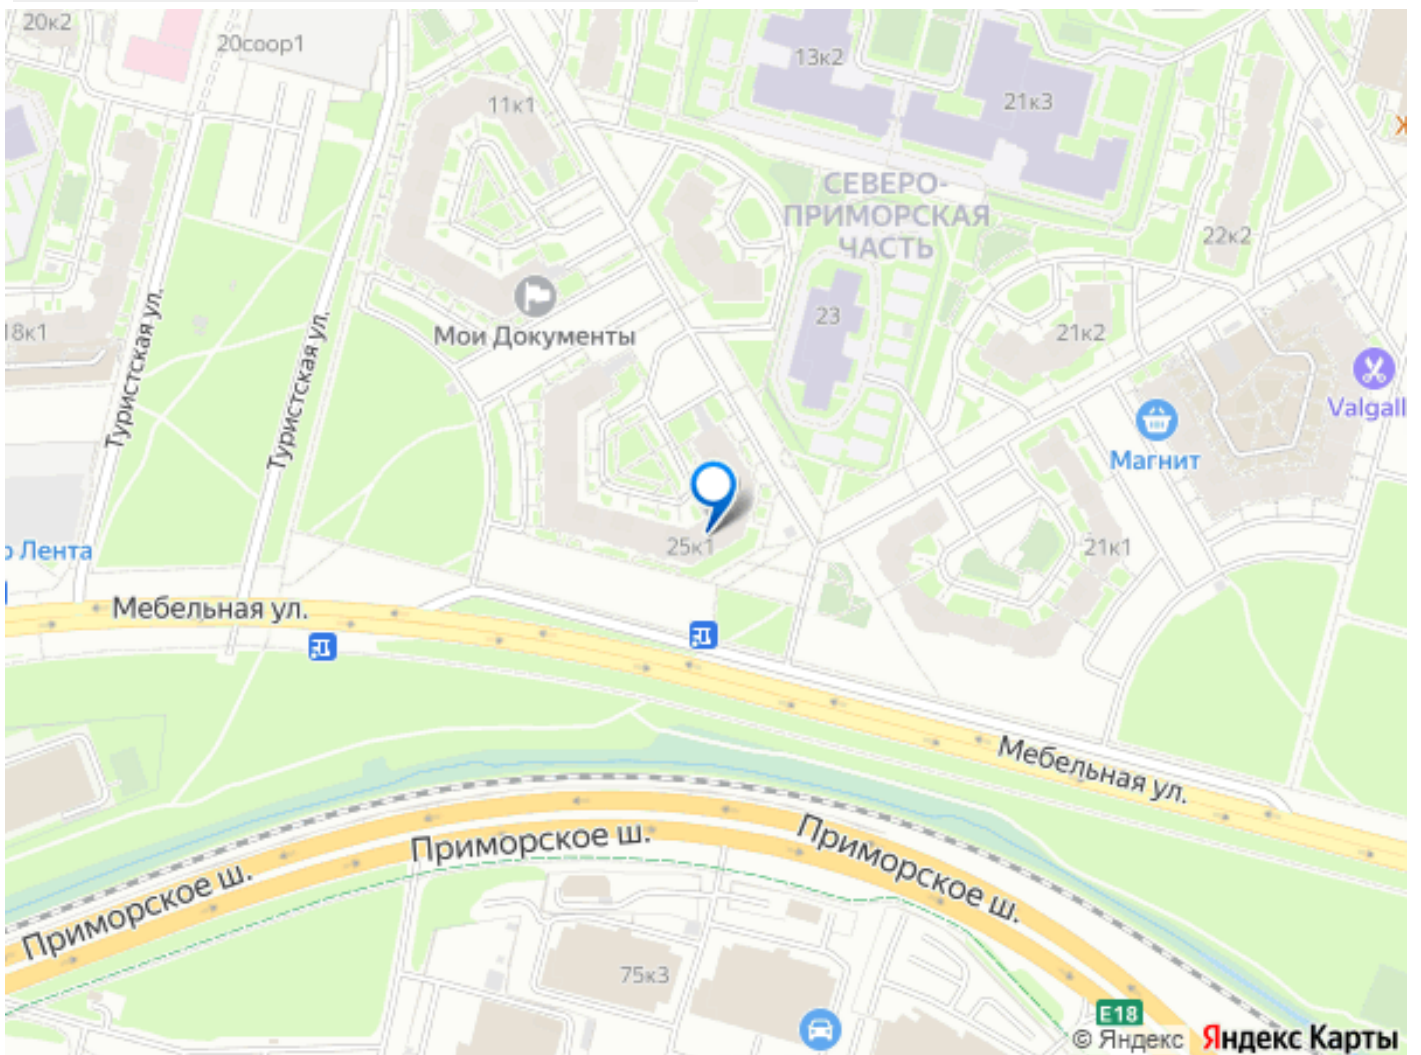 20к2
20соор1
13к2
11к1
21к3
СЕВЕРО-
ПРИМОРСКАЯ
ЧАСТЬ
22к2
18к1
Мои Документы
23
21к2
Туристская ул.
Туристская ул.
Valgall
Магнит
25к1
21к1
Лента
Мебельная ул.
Мебельная ул.
Приморское ш.
Приморское ш.
Приморское ш.
75к3
E18
© Яндекс Яндекс Карты